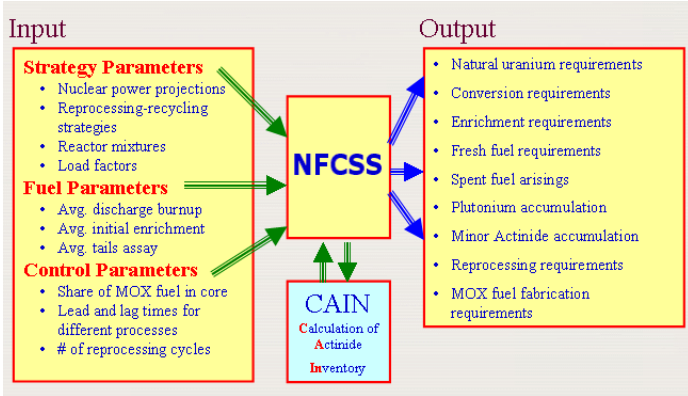 Input
Strategy Parameters
• Nuclear power projections
• Reprocessing-recycling
strategies
• Reactor mixtures
• Load factors
Fuel Parameters
• Avg. discharge burnup
• Avg. initial enrichment
• Avg. tails assay
Control Parameters
• Share of MOX fuel in core
• Lead and lag times for
different processes
• # of reprocessing cycles
NFCSS
CAIN
Calculation of
Actinide
Inventory
Output
• Natural uranium requirements
• Conversion requirements
• Enrichment requirements
• Fresh fuel requirements
• Spent fuel arisings
• Plutonium accumulation
• Minor Actinide accumulation
• Reprocessing requirements
• MOX fuel fabrication
requirements